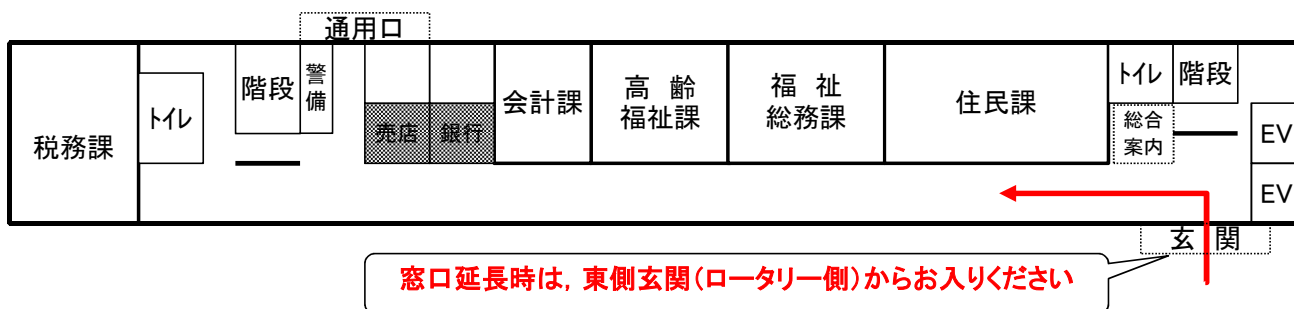 通用口
税務課
トイレ
階段
警備
売店
銀行
会計課
高齢
福祉課
福祉
総務課
住民課
トイレ
階段
総合
案内
EV
EV
玄関
窓口延長時は，東側玄関（ロータリー側）からお入りください